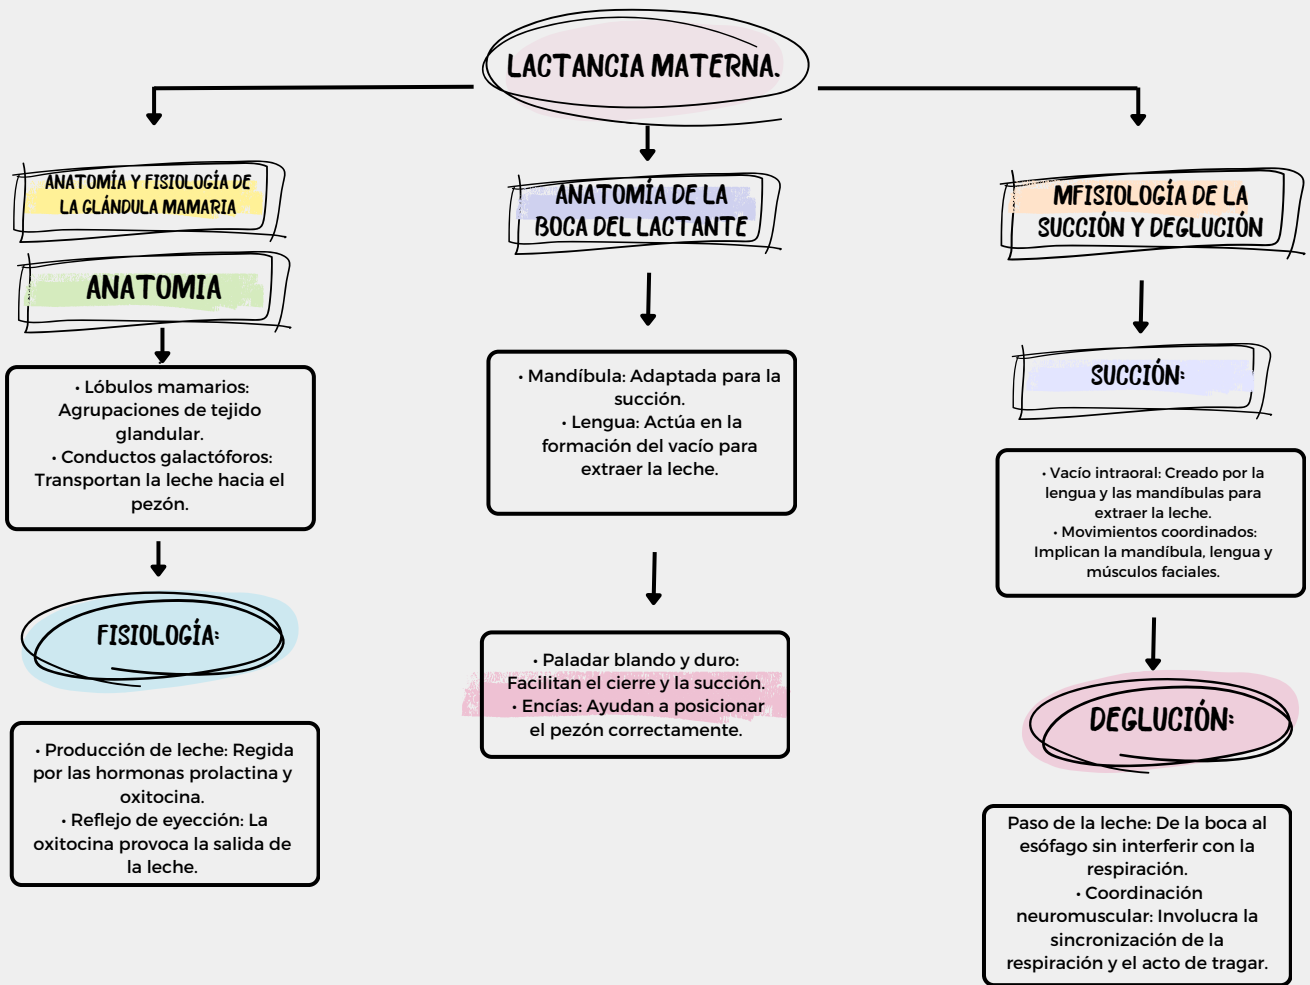 LACTANCIA MATERNA.
ANATOMÍA Y FISIOLOGÍA DE
LA GLÁNDULA MAMARIA
ANATOMIA
• Lóbulos mamarios:
Agrupaciones de tejido
glandular.
• Conductos galactóforos:
Transportan la leche hacia el
pezón.
FISIOLOGÍA:
• Producción de leche: Regida
por las hormonas prolactina y
oxitocina.
• Reflejo de eyección: La
oxitocina provoca la salida de
la leche.
ANATOMÍA DE LA
BOCA DEL LACTANTE
• Mandíbula: Adaptada para la
succión.
• Lengua: Actúa en la
formación del vacío para
extraer la leche.
• Paladar blando y duro:
Facilitan el cierre y la succión.
• Encías: Ayudan a posicionar
el pezón correctamente.
MFISIOLOGÍA DE LA
SUCCIÓN Y DEGLUCIÓN
SUCCIÓN:
• Vacío intraoral: Creado por la
lengua y las mandíbulas para
extraer la leche.
• Movimientos coordinados:
Implican la mandíbula, lengua y
músculos faciales.
DEGLUCIÓN:
Paso de la leche: De la boca al
esófago sin interferir con la
respiración.
• Coordinación
neuromuscular: Involucra la
sincronización de la
respiración y el acto de tragar.